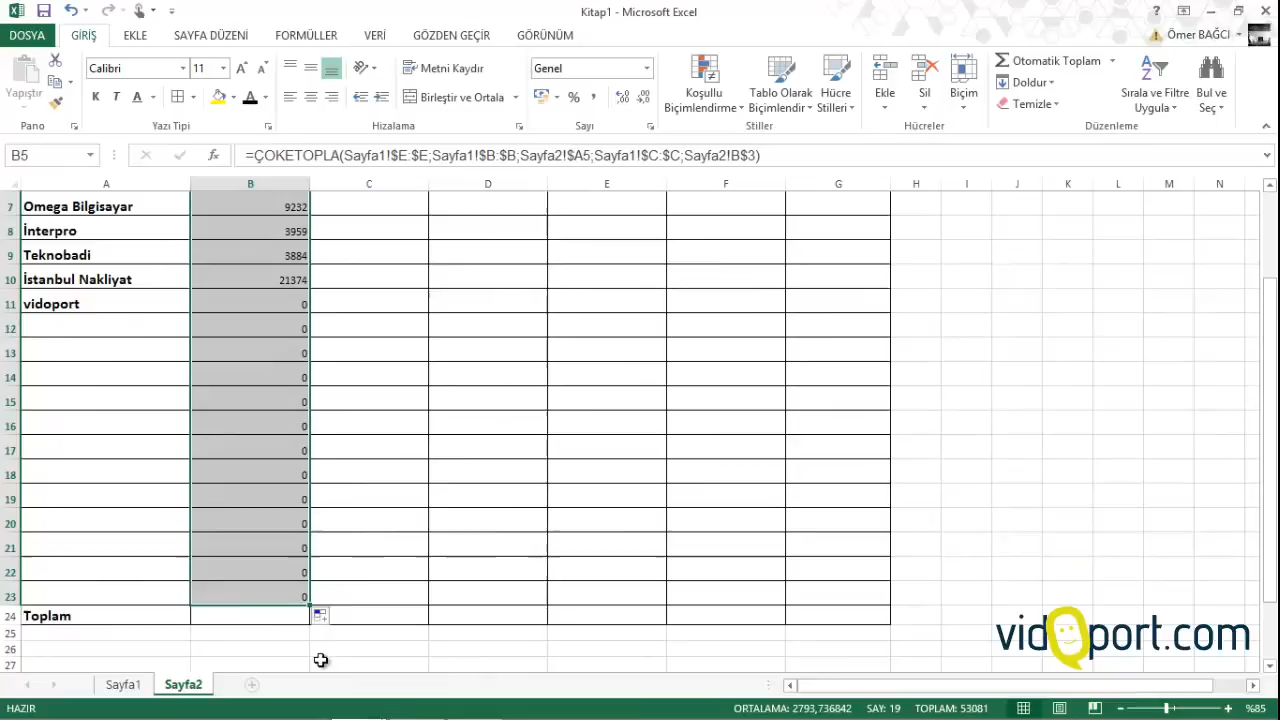 Kitap1 - Microsoft Excel
?
DOSYA GİRİŞ EKLE SAYFA DÜZENİ FORMÜLLER VERİ GÖZDEN GEÇİR GÖRÜNÜM Ömer BAĞCI
Yapıştır
Calibri 11
K T A A
Metni Kaydır
Birleştir ve Ortala
Genel
%
Koşullu Biçimlendirme
Tablo Olarak Biçimlendir
Hücre Stilleri
Ekle Sil Biçim
Otomatik Toplam
Doldur
Temizle
Sırala ve Filtre Uygula
Bul ve Seç
Pano Yazı Tipi Hizalama Sayı Stiller Hücreler Düzenleme
B5 fx =ÇOKETOPLA(Sayfa1!$E:$E;Sayfa1!$B:$B;Sayfa2!$A5;Sayfa1!$C:$C;Sayfa2!B$3)
A B C D E F G H I J K L M N
7 Omega Bilgisayar 9232
8 İnterpro 3959
9 Teknobadi 3884
10 İstanbul Nakliyat 21374
11 vidoport 0
12 0
13 0
14 0
15 0
16 0
17 0
18 0
19 0
20 0
21 0
22 0
23 0
24 Toplam
25
26
27
vidoport.com
Sayfa1 Sayfa2
HAZIR ORTALAMA: 2793,736842 SAY: 19 TOPLAM: 53081 %85